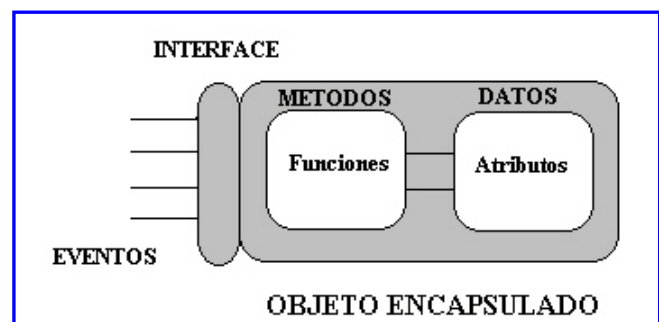 INTERFACE
METODOS DATOS
Funciones Atributos
EVENTOS
OBJETO ENCAPSULADO